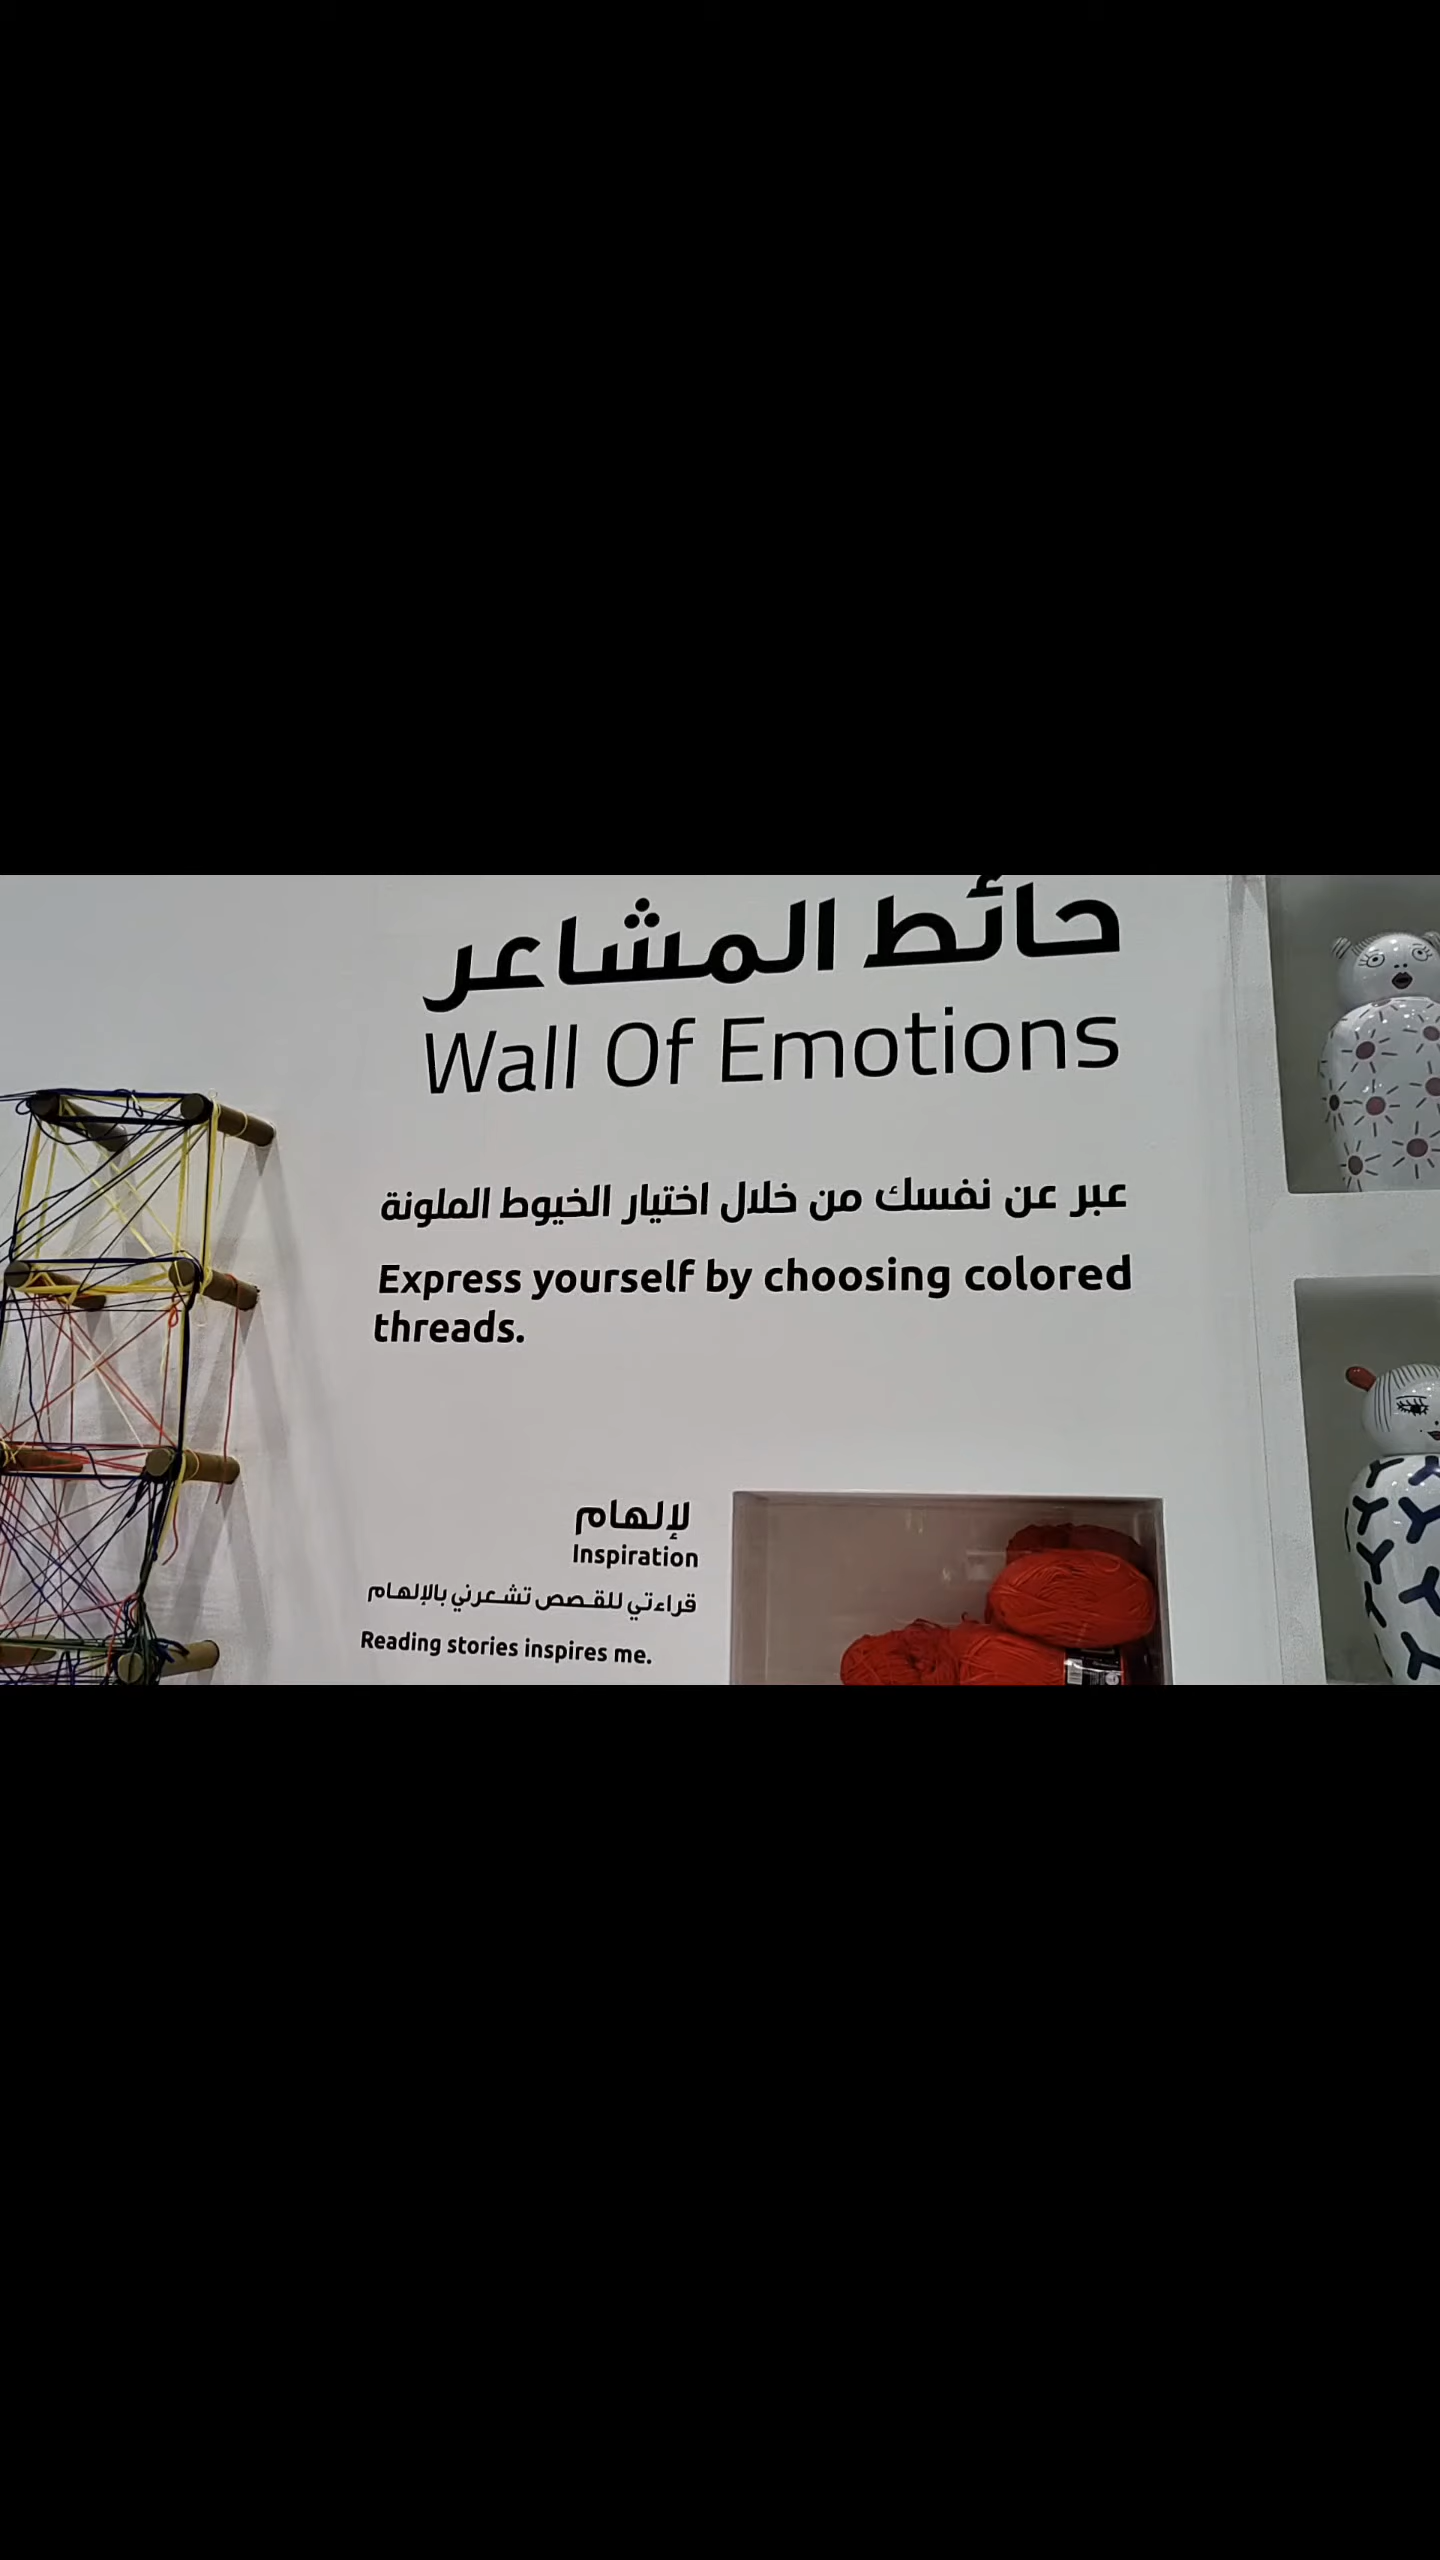 حائط المشاعر
Wall Of Emotions
عبر عن نفسك من خلال اختيار الخيوط الملونة
Express yourself by choosing colored
threads.
لإلهام
Inspiration
قراءتي للقصص تشعرني بالإلهام
Reading stories inspires me.